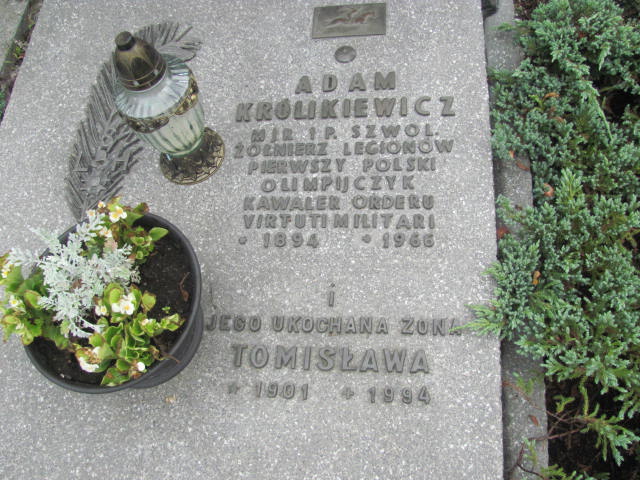 ADAM
KRÓLIKIEWICZ
MJR. 1 P. SZWOL.
ŻOŁNIERZ LEGIONÓW
PIERWSZY POLSKI
OLIMPIJCZYK
KAWALER ORDERU
VIRTUTI MILITARI
* 1894 + 1966
i
JEGO UKOCHANA ŻONA
TOMISŁAWA
* 1901 + 1994